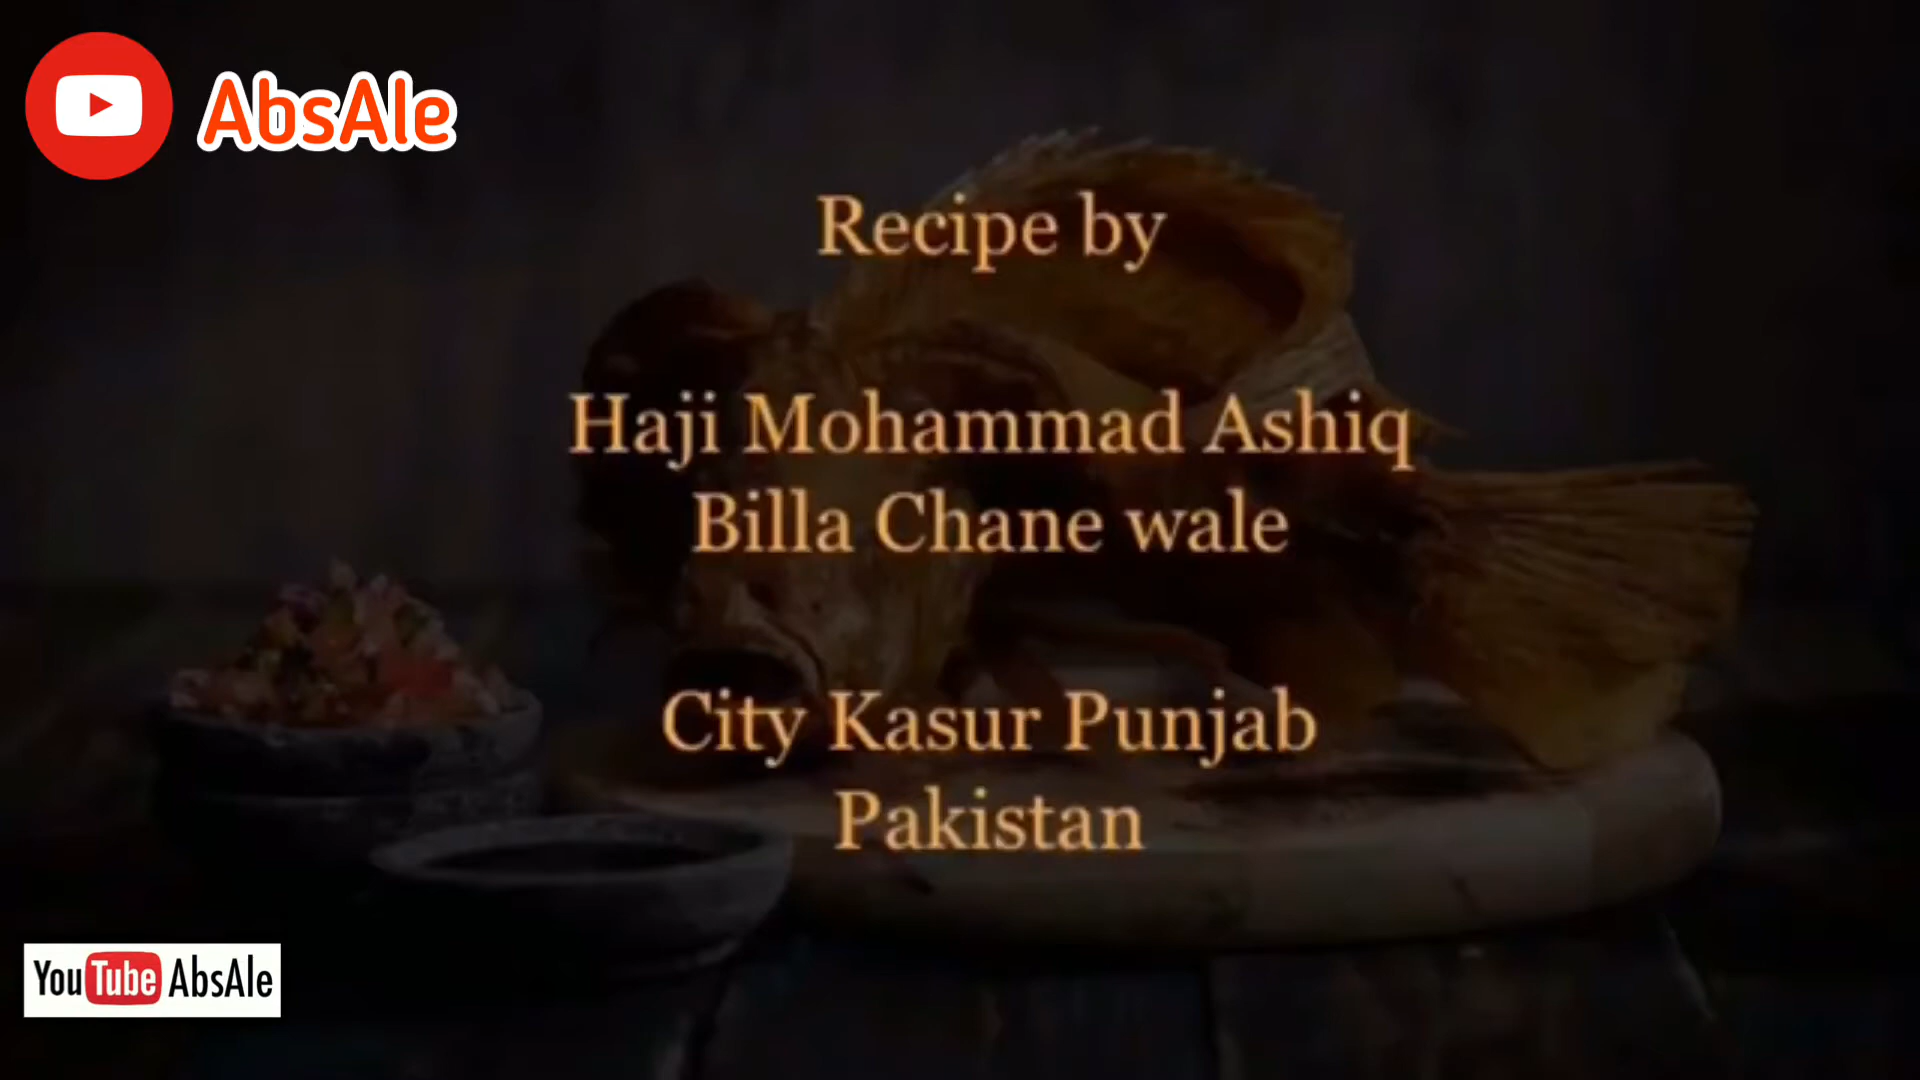 AbsAle
Recipe by
Haji Mohammad Ashiq
Billa Chane wale
City Kasur Punjab
Pakistan
YouTube AbsAle